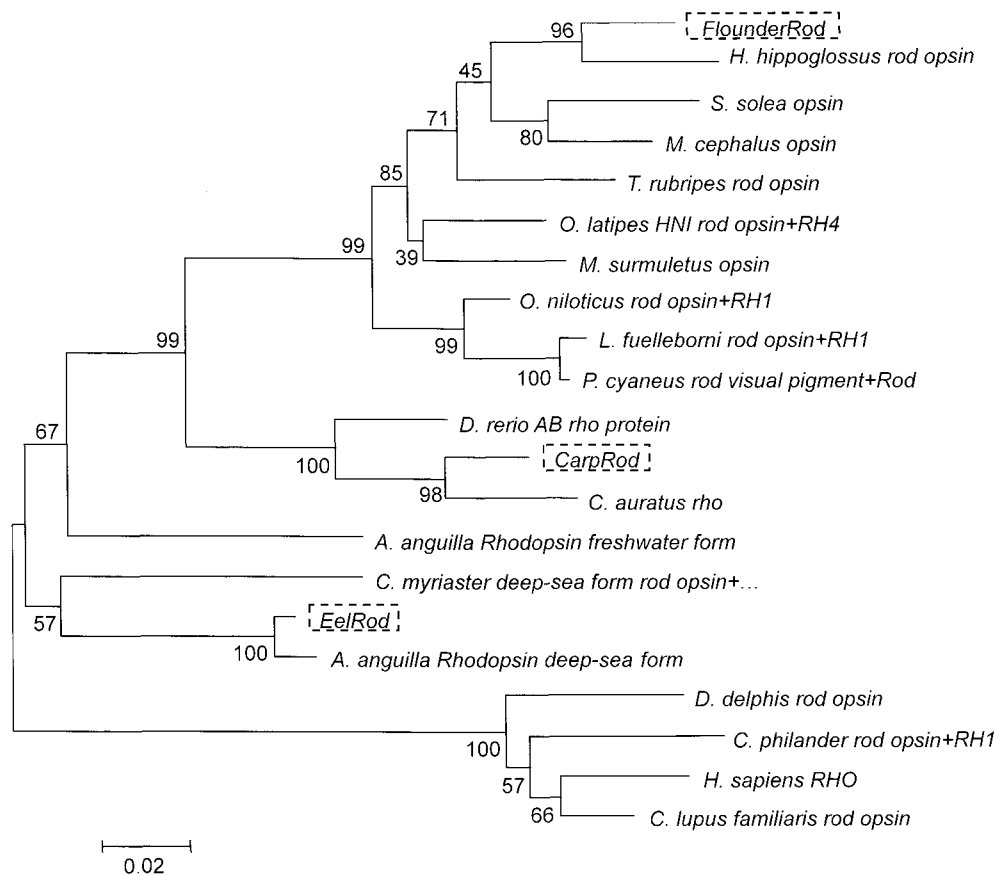 96
FlounderRod
H. hippoglossus rod opsin
45
S. solea opsin
80
M. cephalus opsin
71
T. rubripes rod opsin
85
O. latipes HNI rod opsin+RH4
39
M. surmuletus opsin
99
O. niloticus rod opsin+RH1
99
L. fuelleborni rod opsin+RH1
100
P. cyaneus rod visual pigment+Rod
99
D. rerio AB rho protein
100
CarpRod
98
C. auratus rho
67
A. anguilla Rhodopsin freshwater form
C. myriaster deep-sea form rod opsin+...
57
EelRod
100
A. anguilla Rhodopsin deep-sea form
D. delphis rod opsin
100
C. philander rod opsin+RH1
57
H. sapiens RHO
66
C. lupus familiaris rod opsin
0.02